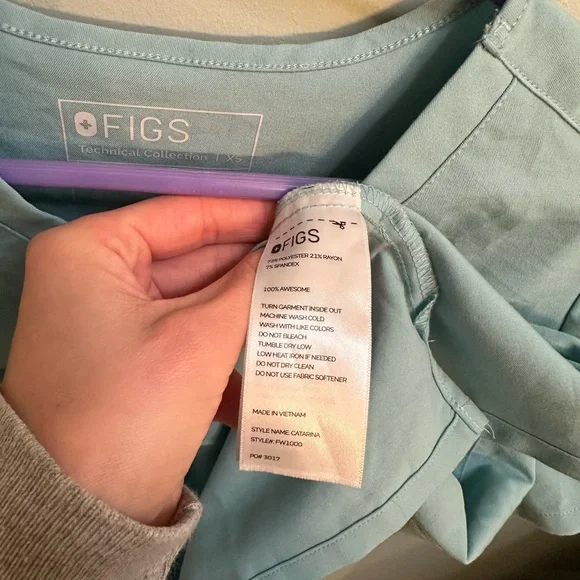 FIGS
Technical Collection | XS
FIGS
POLYESTER 21% RAYON
7% SPANDEX
100% AWESOME
TURN GARMENT INSIDE OUT
MACHINE WASH COLD
WASH WITH LIKE COLORS
DO NOT BLEACH
TUMBLE DRY LOW
LOW HEAT IRON IF NEEDED
DO NOT DRY CLEAN
DO NOT USE FABRIC SOFTENER
MADE IN VIETNAM
STYLE NAME: CATARINA
STYLE#: FW1000
PO# 3017